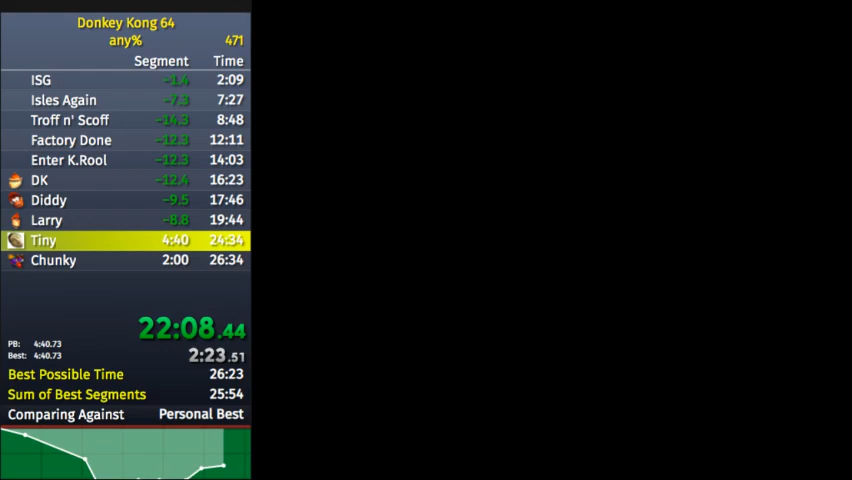 Donkey Kong 64
any% 471
Segment Time
ISG -1.4 2:09
Isles Again -7.3 7:27
Troff n' Scoff -14.3 8:48
Factory Done -12.3 12:11
Enter K.Rool -12.3 14:03
DK -12.4 16:23
Diddy -9.5 17:46
Larry -8.8 19:44
Tiny 4:40 24:34
Chunky 2:00 26:34
22:08.44
PB: 4:40.73
Best: 4:40.73
2:23.51
Best Possible Time 26:23
Sum of Best Segments 25:54
Comparing Against Personal Best